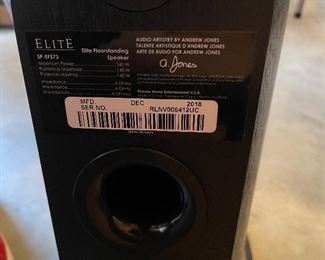 ELITE
SP-EFS73
Elite Floorstanding
Speaker
Maximum Power 140 W
Puissance Maximale 140 W
Potencia Máxima 140 W
Impedance 4 Ohms
Impédance 4 Ohms
Impedancia 4 Ohms
AUDIO ARTISTRY BY ANDREW JONES
TALENTE ARTISTIQUE D'ANDREW JONES
ARTE DE AUDIO POR ANDREW JONES
a. Jones
Pioneer Home Entertainment U.S.A.
MFD. DEC 2018
SER NO. RLNV006412UC